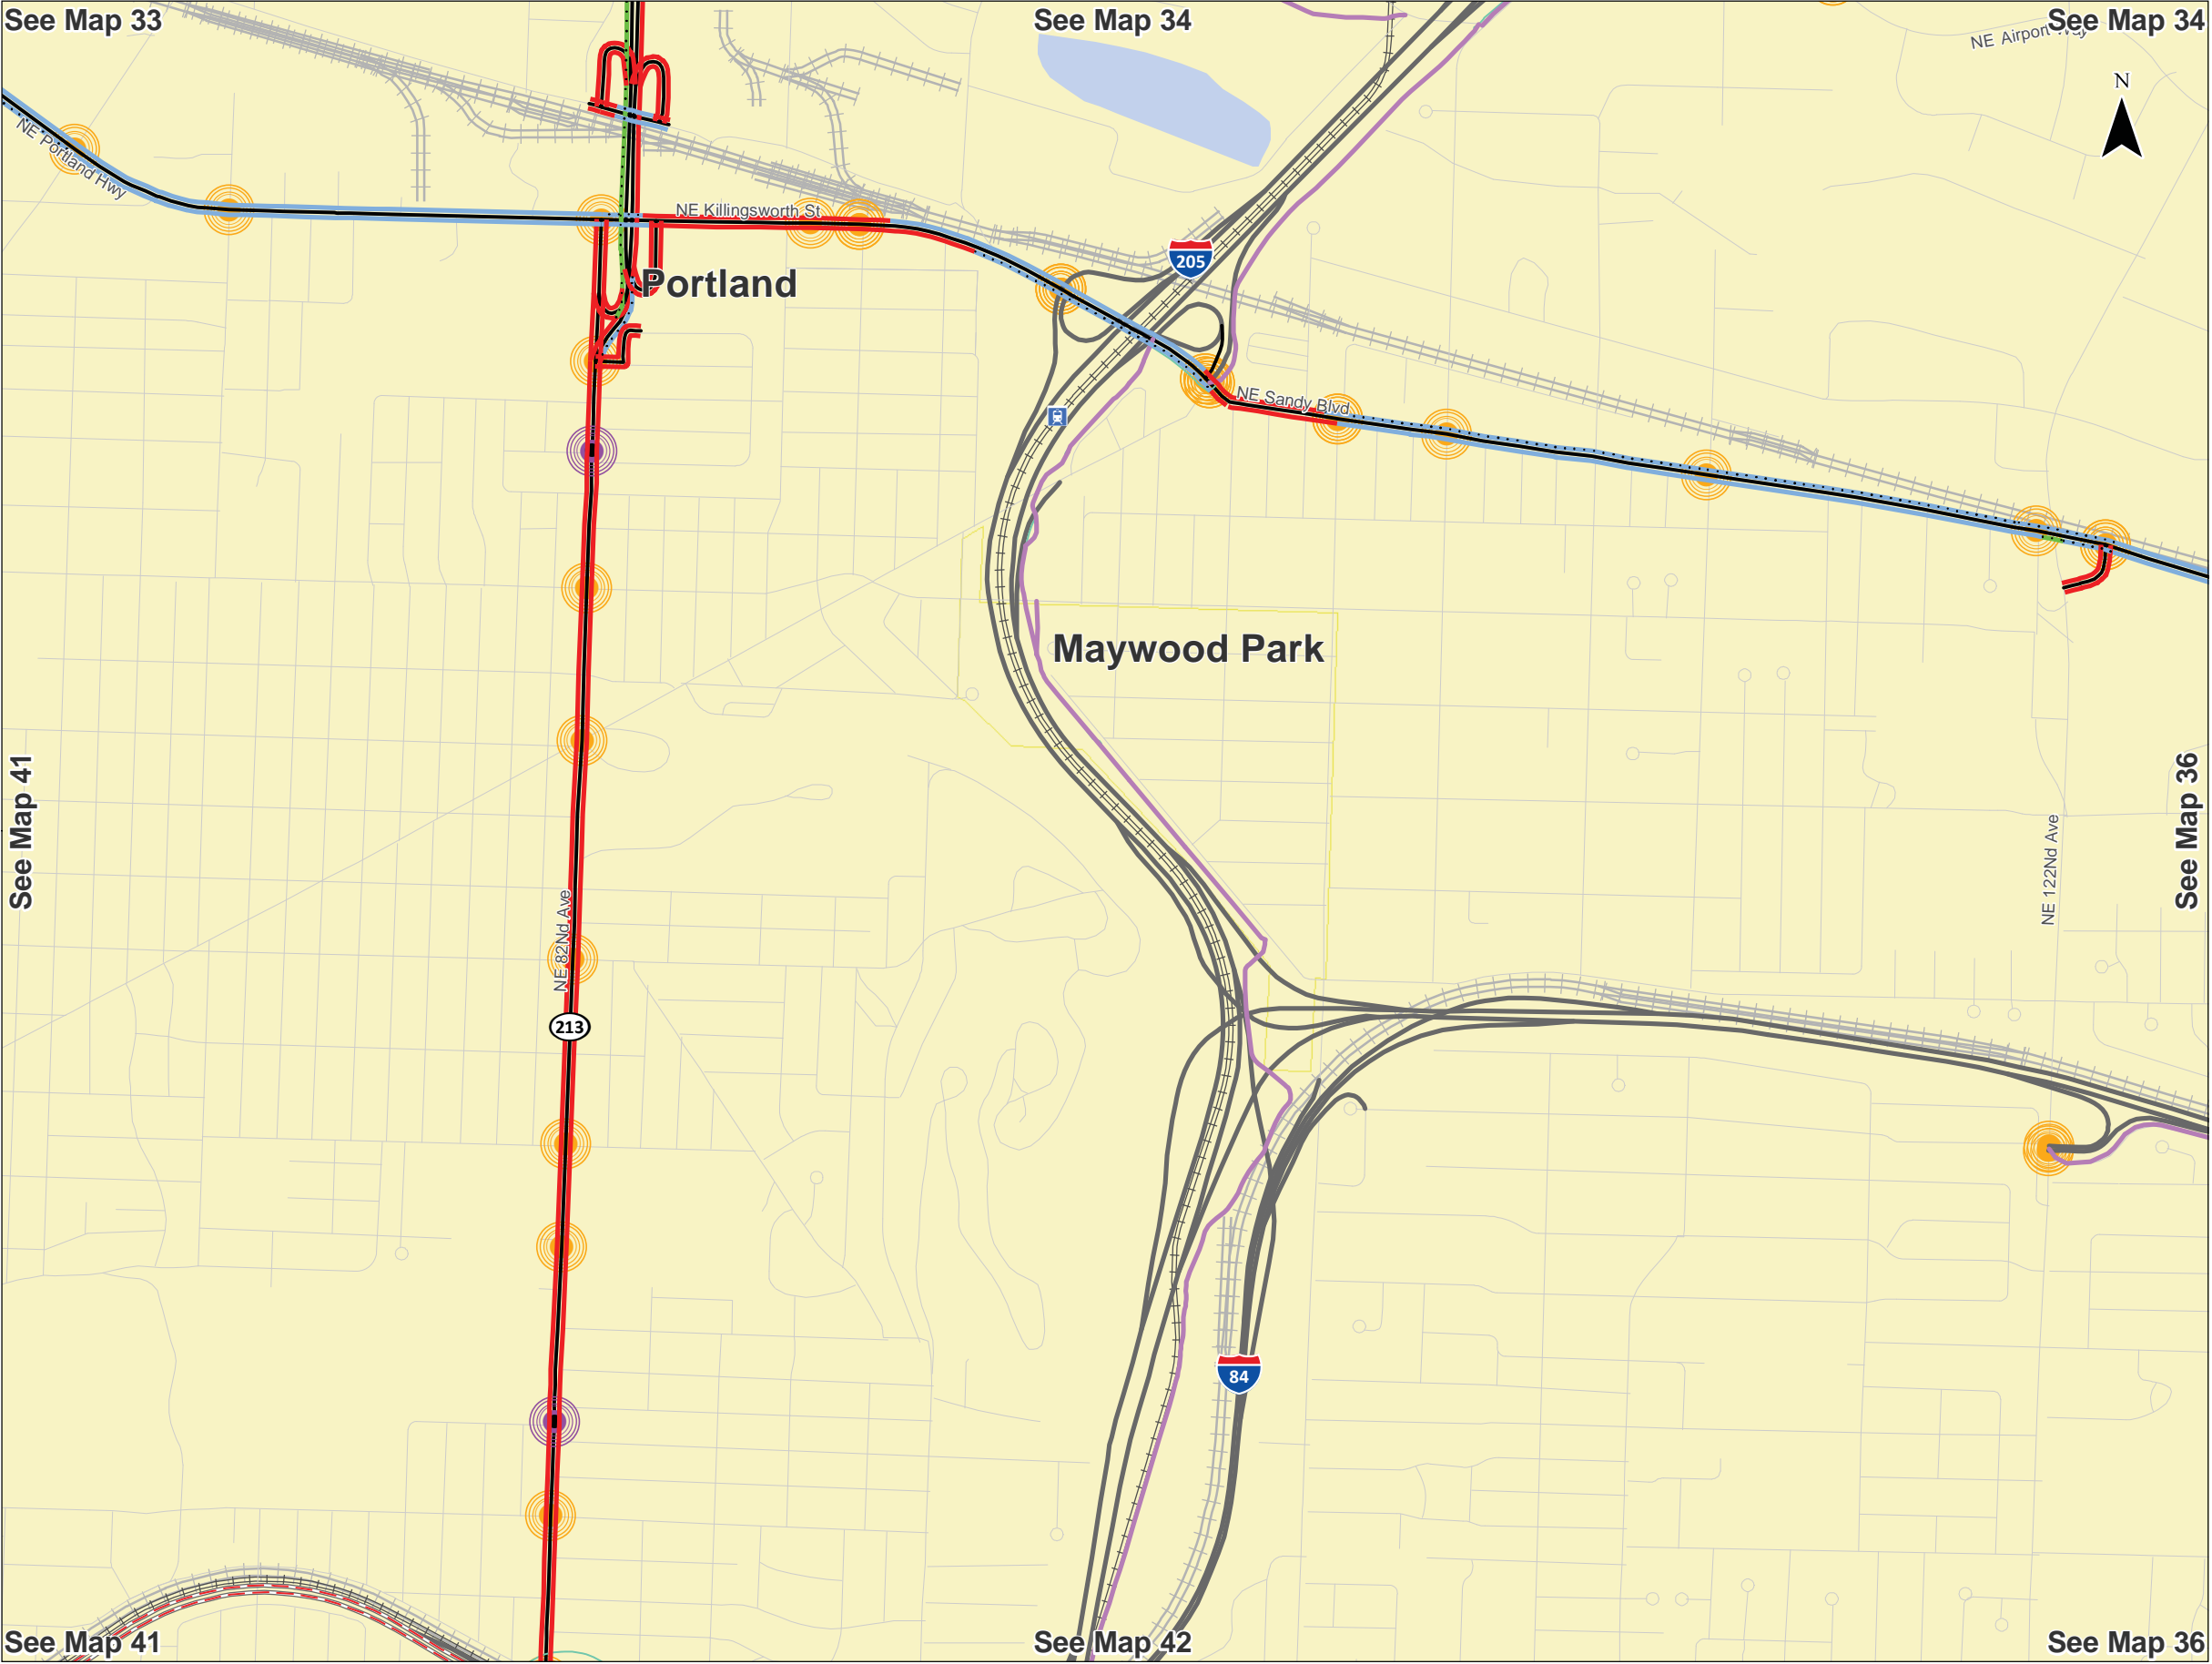 See Map 33
See Map 34
See Map 34
NE Airport Way
N
NE Portland Hwy
NE Killingsworth St
205
Portland
NE Sandy Blvd
Maywood Park
See Map 41
See Map 36
NE 122Nd Ave
NE 82Nd Ave
213
84
See Map 41
See Map 42
See Map 36